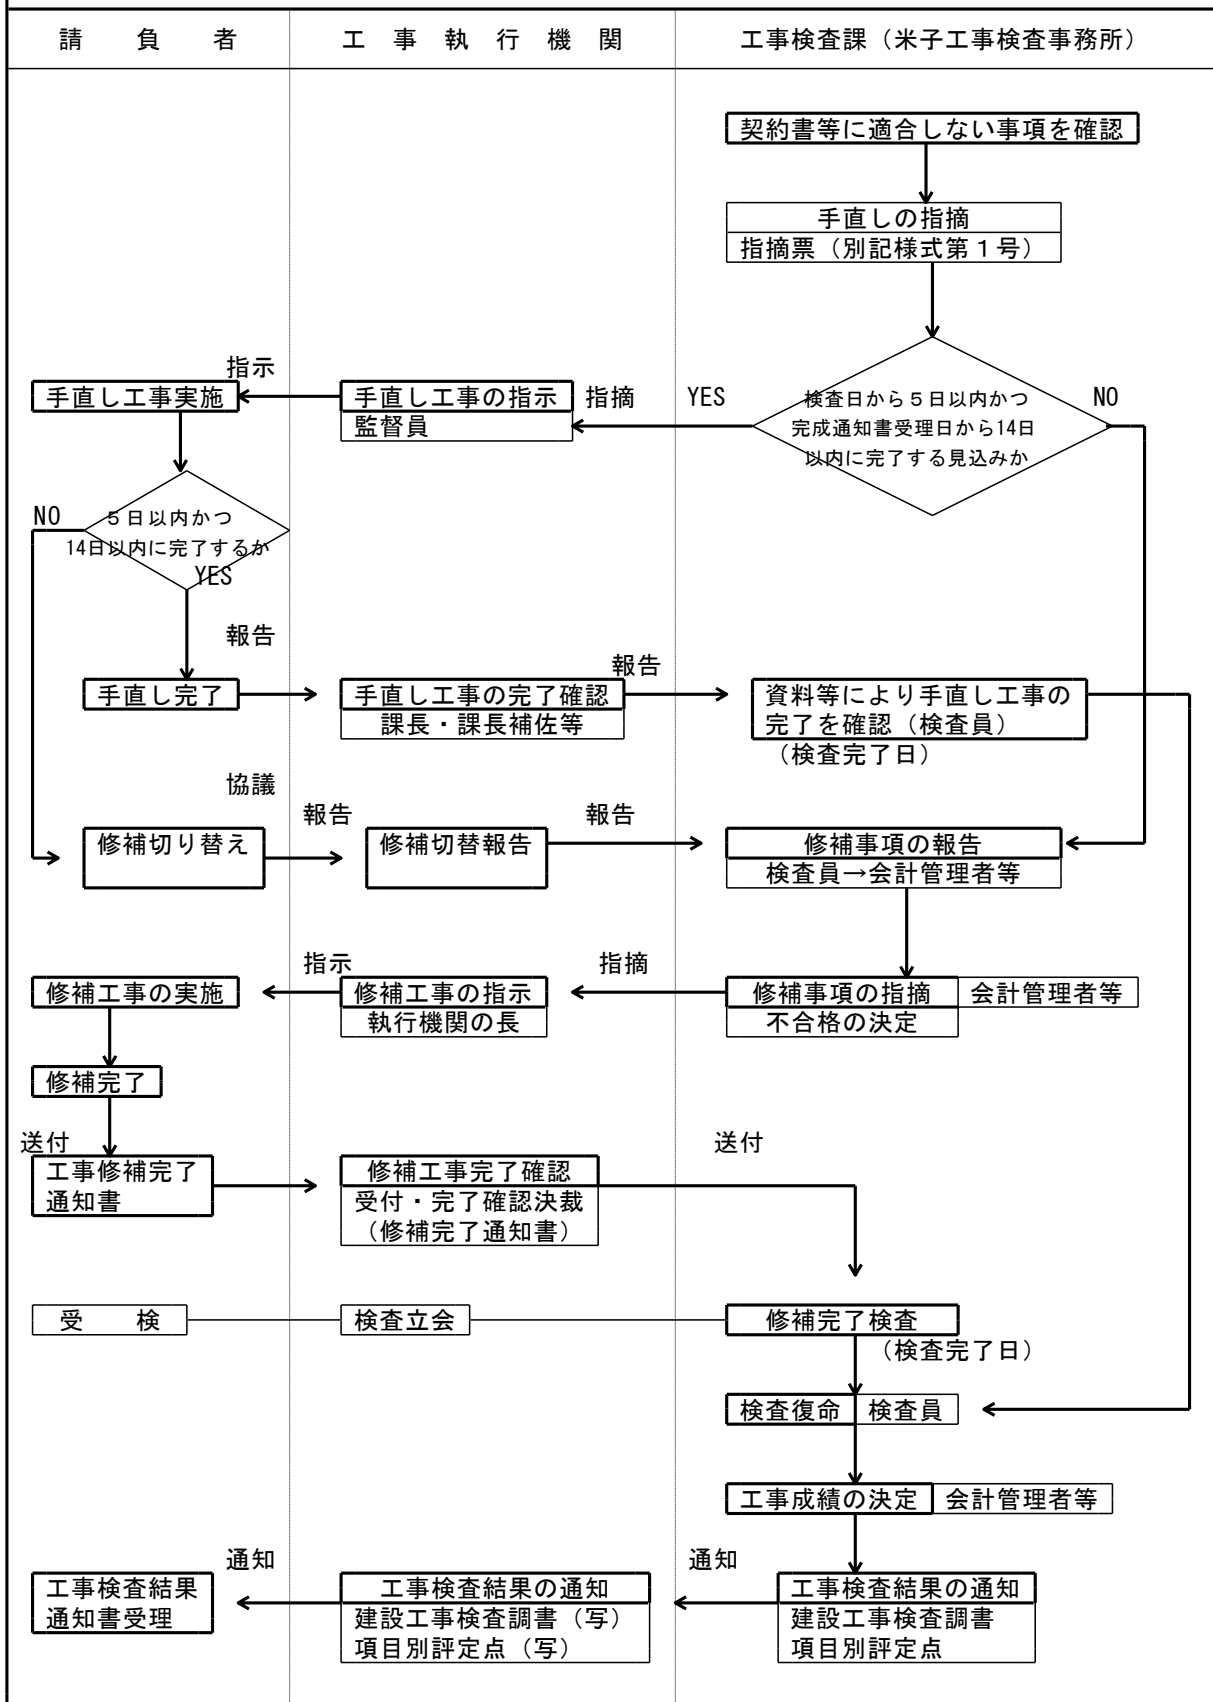 請　負　者
工　事　執　行　機　関
工事検査課（米子工事検査事務所）
契約書等に適合しない事項を確認
手直しの指摘
指摘票（別記様式第１号）
指示
手直し工事実施
手直し工事の指示
監督員
指摘
YES
検査日から５日以内かつ
完成通知書受理日から14日
以内に完了する見込みか
NO
NO
５日以内かつ
14日以内に完了するか
YES
報告
手直し完了
手直し工事の完了確認
課長・課長補佐等
報告
資料等により手直し工事の
完了を確認（検査員）
（検査完了日）
協議
修補切り替え
報告
修補切替報告
報告
修補事項の報告
検査員→会計管理者等
指示
修補工事の実施
修補工事の指示
執行機関の長
指摘
修補事項の指摘
会計管理者等
不合格の決定
修補完了
送付
工事修補完了
通知書
修補工事完了確認
受付・完了確認決裁
（修補完了通知書）
送付
受　　検
検査立会
修補完了検査
（検査完了日）
検査復命
検査員
工事成績の決定
会計管理者等
通知
工事検査結果
通知書受理
工事検査結果の通知
建設工事検査調書（写）
項目別評定点（写）
通知
工事検査結果の通知
建設工事検査調書
項目別評定点